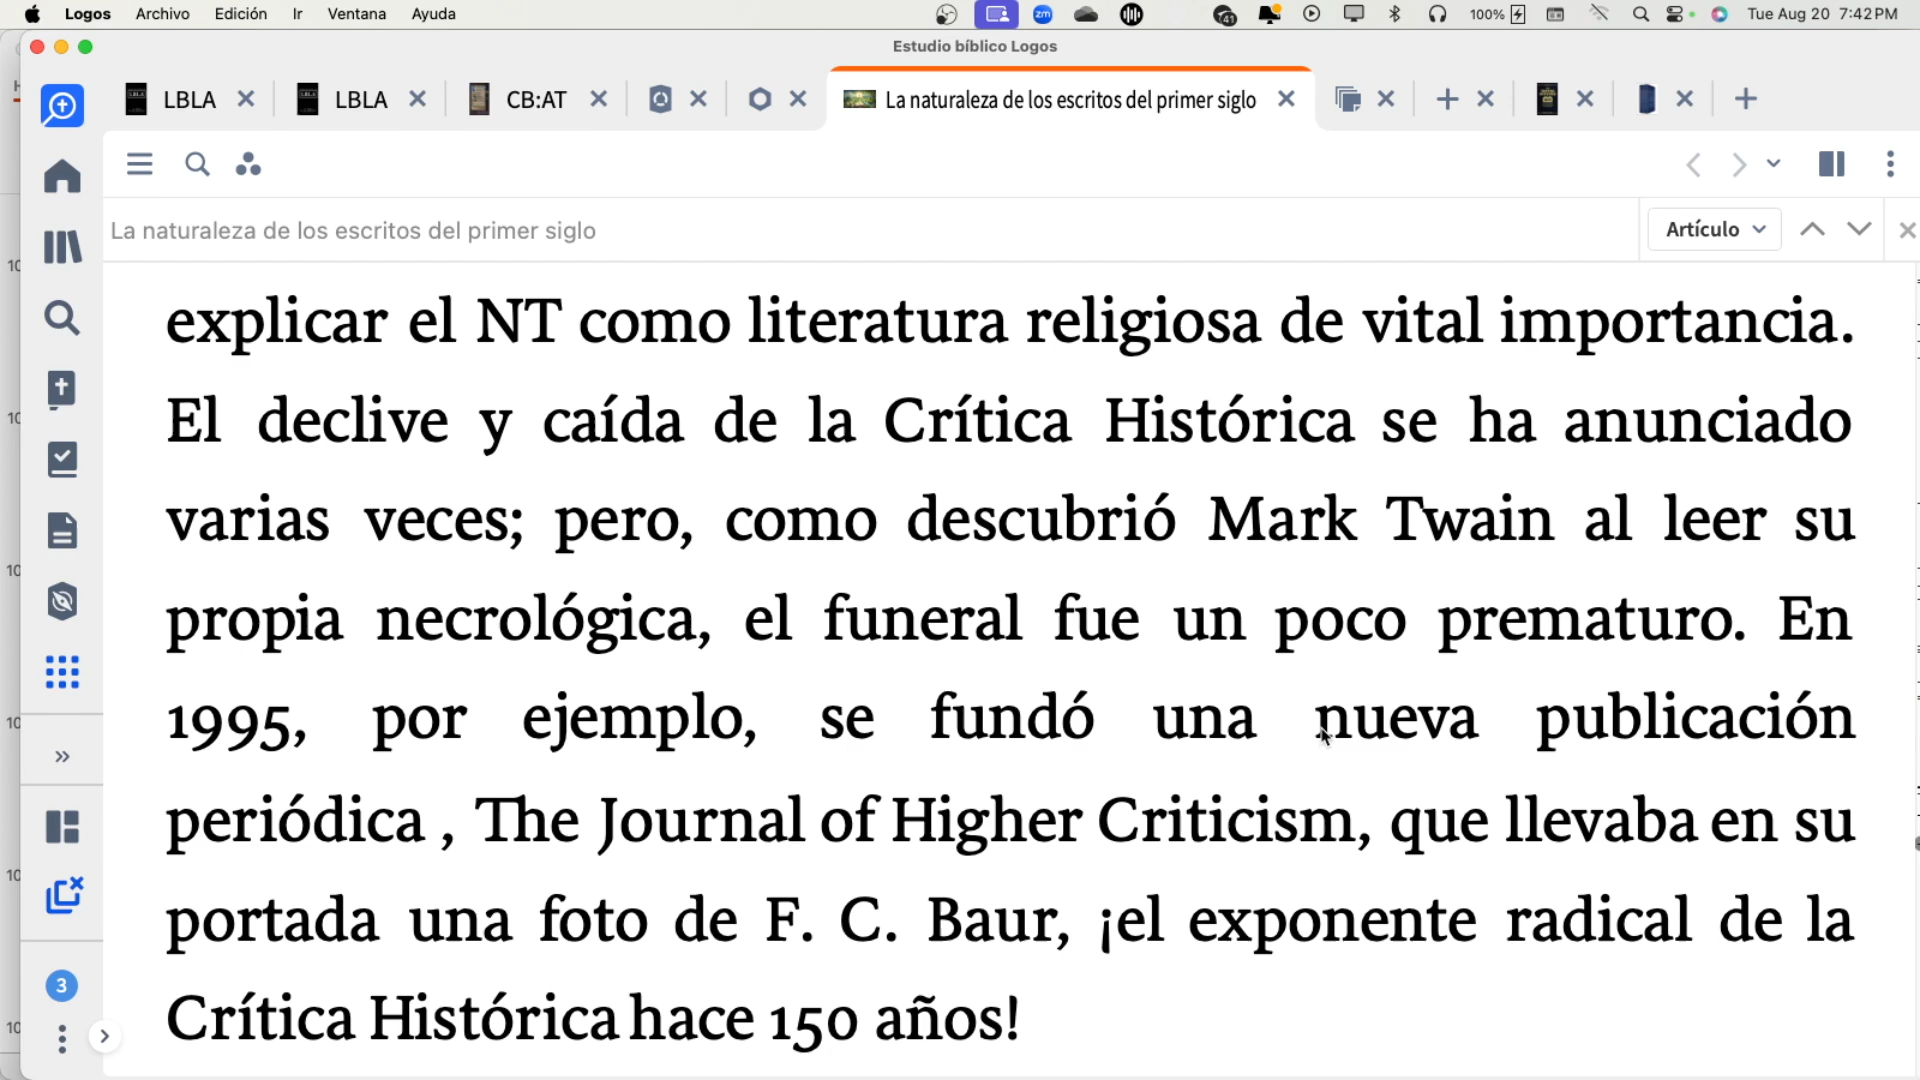 Logos Archivo Edición Ir Ventana Ayuda zm 41 100% Tue Aug 20 7:42 PM
Estudio bíblico Logos
LBLA LBLA CB:AT La naturaleza de los escritos del primer siglo
La naturaleza de los escritos del primer siglo Artículo
explicar el NT como literatura religiosa de vital importancia.
El declive y caída de la Crítica Histórica se ha anunciado
varias veces; pero, como descubrió Mark Twain al leer su
propia necrológica, el funeral fue un poco prematuro. En
1995, por ejemplo, se fundó una nueva publicación
periódica , The Journal of Higher Criticism, que llevaba en su
portada una foto de F. C. Baur, ¡el exponente radical de la
Crítica Histórica hace 150 años!
3